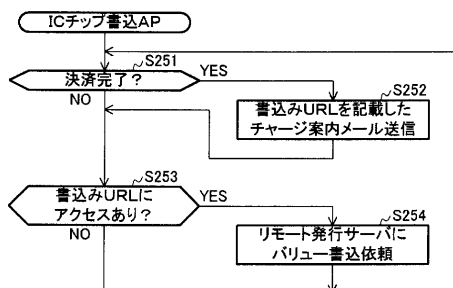 ICチップ書込AP
S251
決済完了？
YES
NO
S252
書込みURLを記載した
チャージ案内メール送信
S253
書込みURLに
アクセスあり？
YES
NO
S254
リモート発行サーバに
バリュー書込依頼